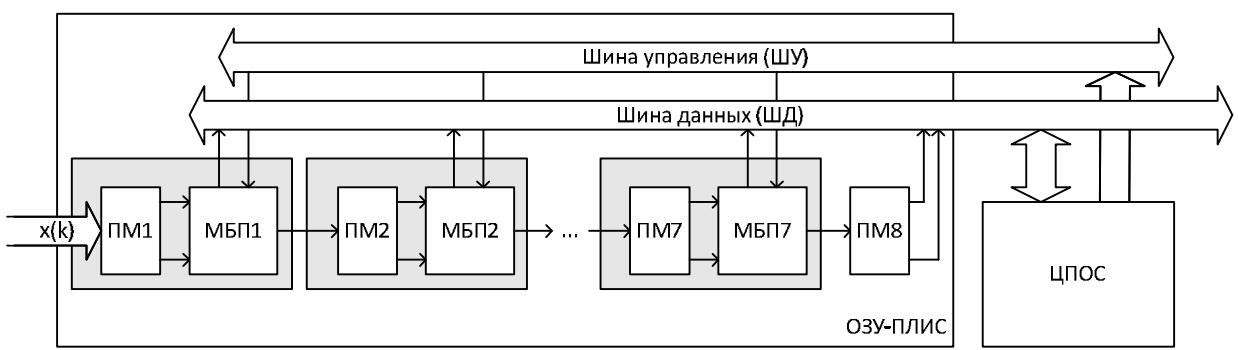 Шина управления (ШУ)
Шина данных (ШД)
x(k)
ПМ1
МБП1
ПМ2
МБП2
...
ПМ7
МБП7
ПМ8
ЦПОС
ОЗУ-ПЛИС